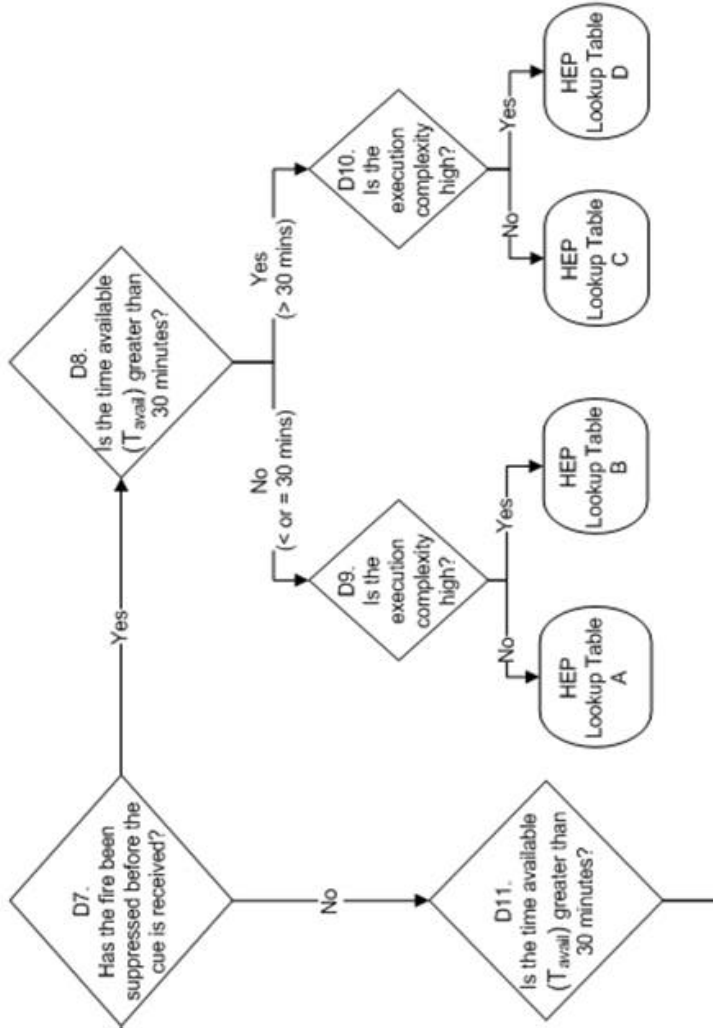 D7.
Has the fire been
suppressed before the
cue is received?
Yes
D8.
Is the time available
(Tavail) greater than
30 minutes?
No
(< or = 30 mins)
Yes
(> 30 mins)
D9.
Is the
execution
complexity
high?
No
Yes
HEP
Lookup Table
A
HEP
Lookup Table
B
D10.
Is the
execution
complexity
high?
No
Yes
HEP
Lookup Table
C
HEP
Lookup Table
D
No
D11.
Is the time available
(Tavail) greater than
30 minutes?